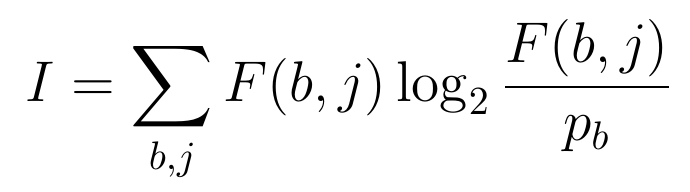 I = \sum_{b,j} F(b,j) \log_2 \frac{F(b,j)}{p_b}